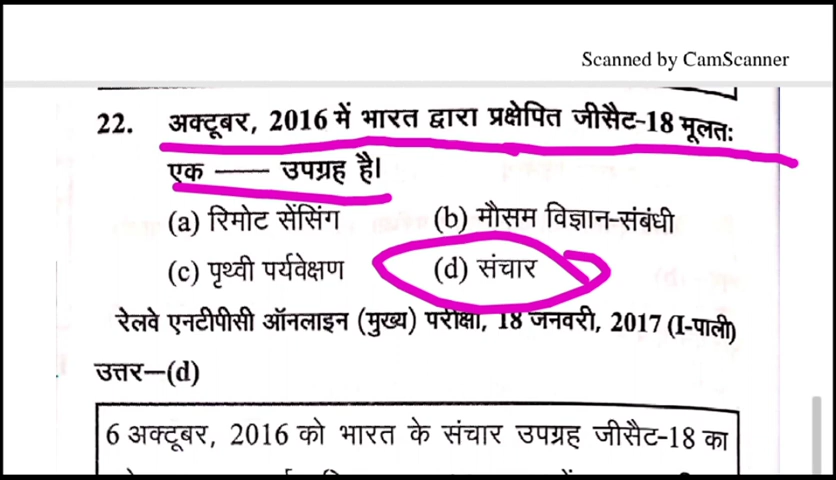 Scanned by CamScanner
22. अक्टूबर, 2016 में भारत द्वारा प्रक्षेपित जीसैट-18 मूलतः
एक —— उपग्रह है।
(a) रिमोट सेंसिंग (b) मौसम विज्ञान-संबंधी
(c) पृथ्वी पर्यवेक्षण (d) संचार
रेलवे एनटीपीसी ऑनलाइन (मुख्य) परीक्षा, 18 जनवरी, 2017 (I-पाली)
उत्तर—(d)
6 अक्टूबर, 2016 को भारत के संचार उपग्रह जीसैट-18 का